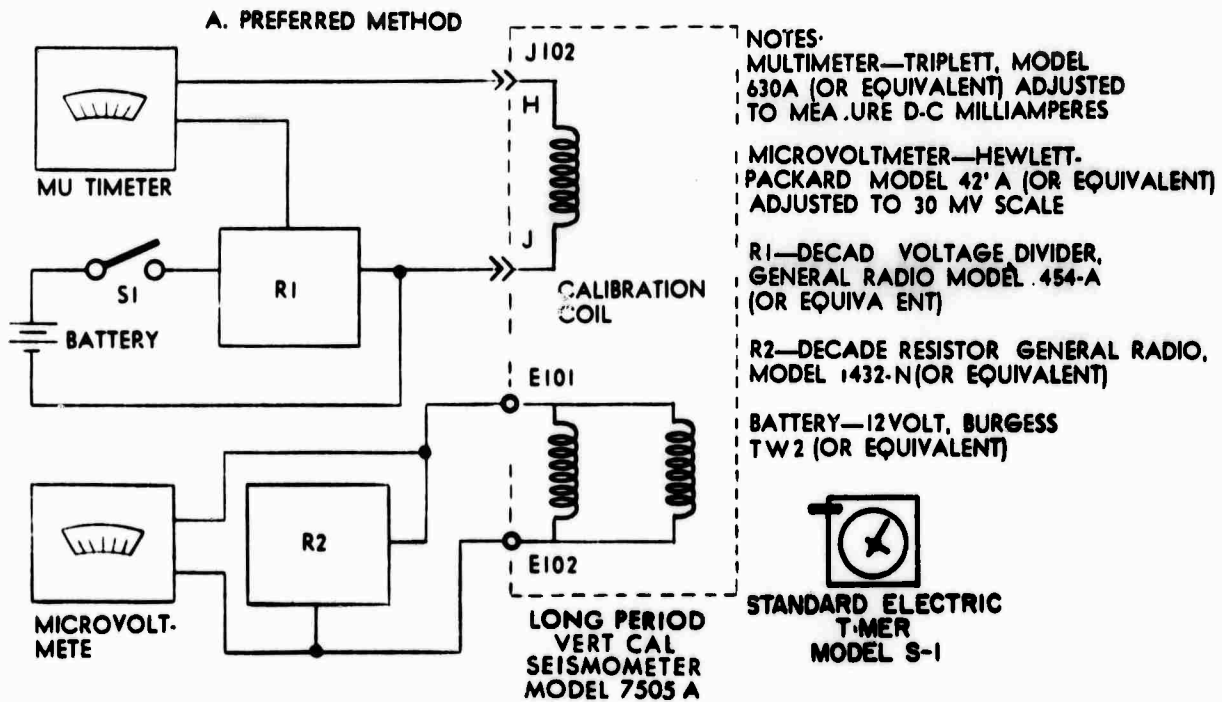 A. PREFERRED METHOD
J102
H
MU TIMETER
J
S1
R1
CALIBRATION
COIL
BATTERY
E101
R2
E102
MICROVOLT-
METE
LONG PERIOD
VERT CAL
SEISMOMETER
MODEL 7505 A
NOTES·
MULTIMETER—TRIPLETT, MODEL
630A (OR EQUIVALENT) ADJUSTED
TO MEA .URE D-C MILLIAMPERES
MICROVOLTMETER—HEWLETT-
PACKARD MODEL 42'A (OR EQUIVALENT)
ADJUSTED TO 30 MV SCALE
R1—DECAD VOLTAGE DIVIDER,
GENERAL RADIO MODEL .454-A
(OR EQUIVA ENT)
R2—DECADE RESISTOR GENERAL RADIO,
MODEL 1432-N (OR EQUIVALENT)
BATTERY—12 VOLT, BURGESS
TW2 (OR EQUIVALENT)
STANDARD ELECTRIC
T·MER
MODEL S-1